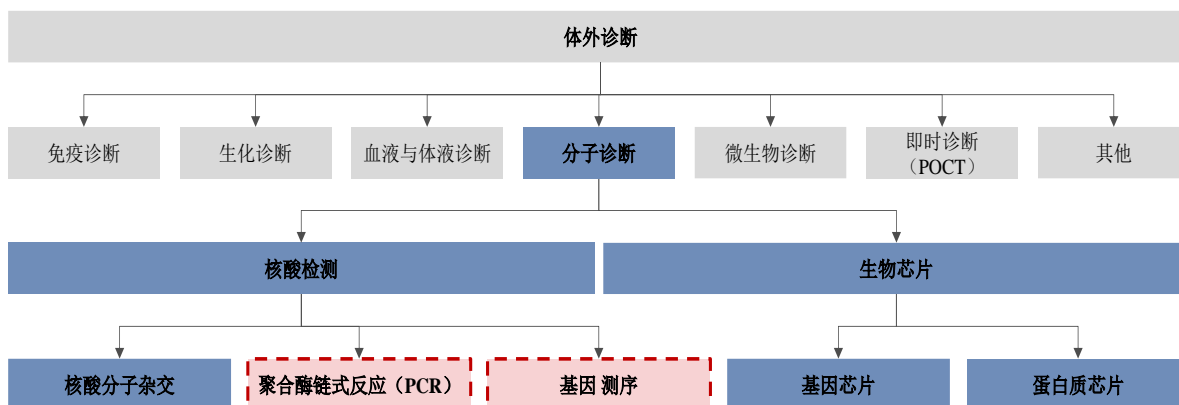 体外诊断
免疫诊断
生化诊断
血液与体液诊断
分子诊断
微生物诊断
即时诊断
（POCT）
其他
核酸检测
生物芯片
核酸分子杂交
聚合酶链式反应（PCR）
基因 测序
基因芯片
蛋白质芯片